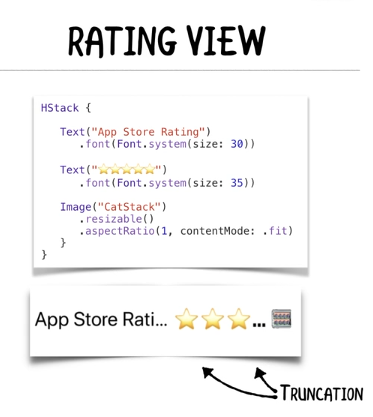 RATING VIEW
HStack {
Text("App Store Rating")
.font(Font.system(size: 30))
Text("⭐⭐⭐⭐⭐")
.font(Font.system(size: 35))
Image("CatStack")
.resizable()
.aspectRatio(1, contentMode: .fit)
}
}
App Store Rati... ⭐⭐⭐...
TRUNCATION